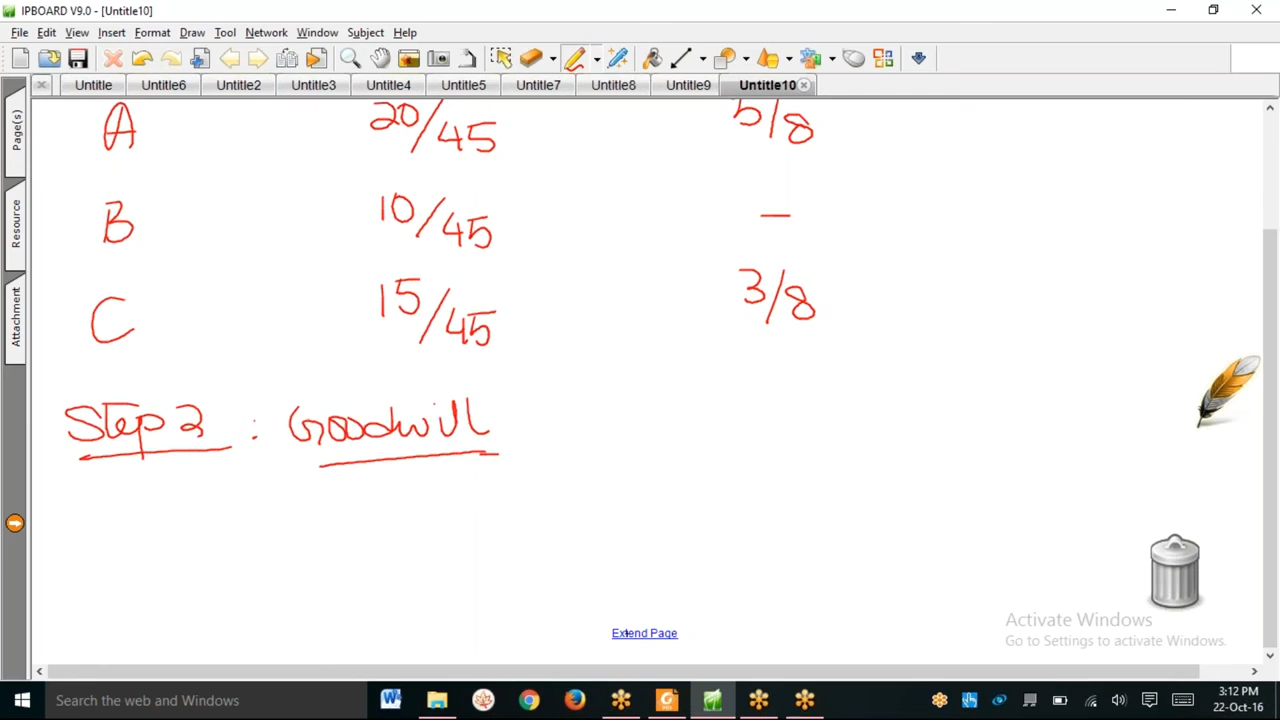 IPBOARD V9.0 - [Untitle10]
File Edit View Insert Format Draw Tool Network Window Subject Help
Untitle Untitle6 Untitle2 Untitle3 Untitle4 Untitle5 Untitle7 Untitle8 Untitle9 Untitle10
Page(s)
Resource
Attachment
A 20/45 5/8
B 10/45 —
C 15/45 3/8
Step 2 : Goodwill
Extend Page
Activate Windows
Go to Settings to activate Windows.
Search the web and Windows
3:12 PM
22-Oct-16